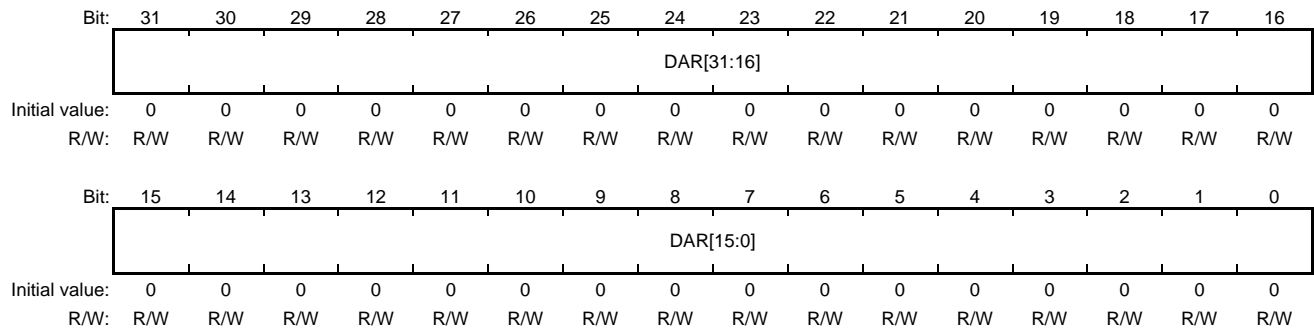 Bit: 31 30 29 28 27 26 25 24 23 22 21 20 19 18 17 16
DAR[31:16]
Initial value: 0 0 0 0 0 0 0 0 0 0 0 0 0 0 0 0
R/W: R/W R/W R/W R/W R/W R/W R/W R/W R/W R/W R/W R/W R/W R/W R/W R/W
Bit: 15 14 13 12 11 10 9 8 7 6 5 4 3 2 1 0
DAR[15:0]
Initial value: 0 0 0 0 0 0 0 0 0 0 0 0 0 0 0 0
R/W: R/W R/W R/W R/W R/W R/W R/W R/W R/W R/W R/W R/W R/W R/W R/W R/W